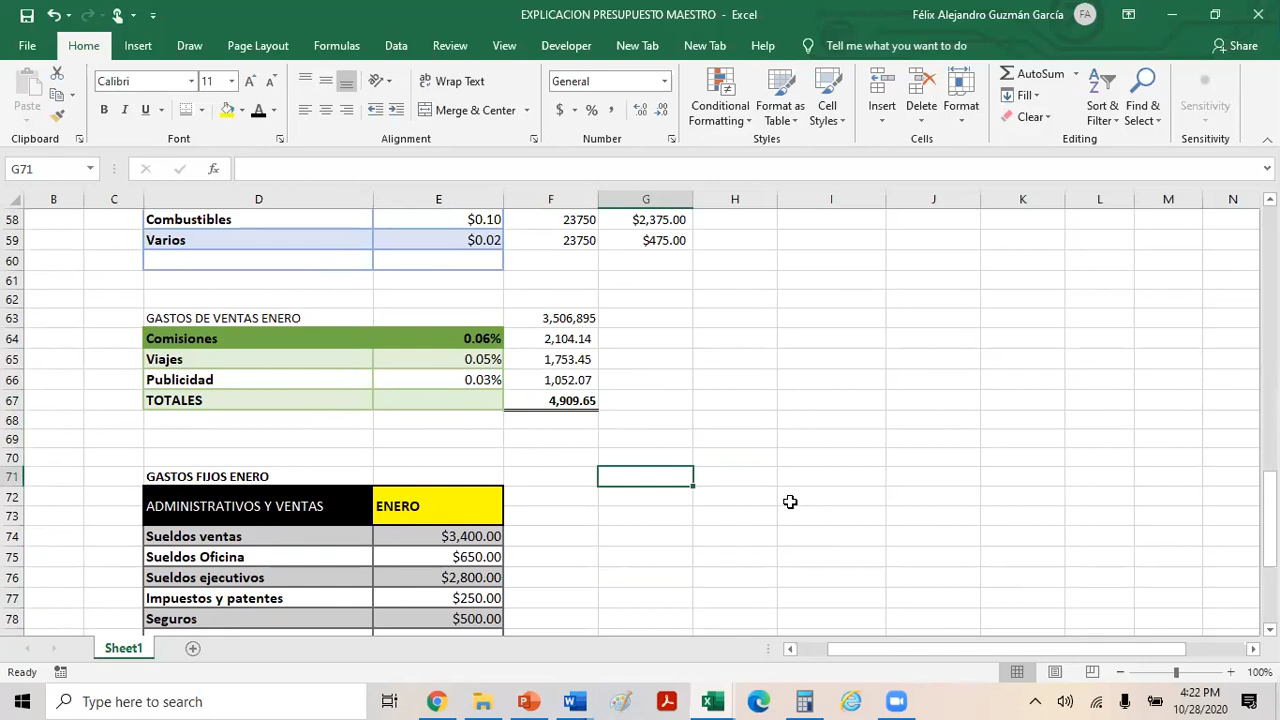 EXPLICACION PRESUPUESTO MAESTRO - Excel
Félix Alejandro Guzmán García FA
File Home Insert Draw Page Layout Formulas Data Review View Developer New Tab New Tab Help Tell me what you want to do Share
Paste
Clipboard
Calibri 11
B I U
Font
Wrap Text
Merge & Center
Alignment
General
$ % ,
Number
Conditional Formatting
Format as Table
Cell Styles
Styles
Insert
Delete
Format
Cells
AutoSum
Fill
Clear
Sort & Filter
Find & Select
Editing
Sensitivity
Sensitivity
G71 fx
B C D E F G H I J K L M N
58 Combustibles $0.10 23750 $2,375.00
59 Varios $0.02 23750 $475.00
60
61
62
63 GASTOS DE VENTAS ENERO 3,506,895
64 Comisiones 0.06% 2,104.14
65 Viajes 0.05% 1,753.45
66 Publicidad 0.03% 1,052.07
67 TOTALES 4,909.65
68
69
70
71 GASTOS FIJOS ENERO
72 ADMINISTRATIVOS Y VENTAS ENERO
73
74 Sueldos ventas $3,400.00
75 Sueldos Oficina $650.00
76 Sueldos ejecutivos $2,800.00
77 Impuestos y patentes $250.00
78 Seguros $500.00
Sheet1
Ready 100%
Type here to search
4:22 PM
10/28/2020